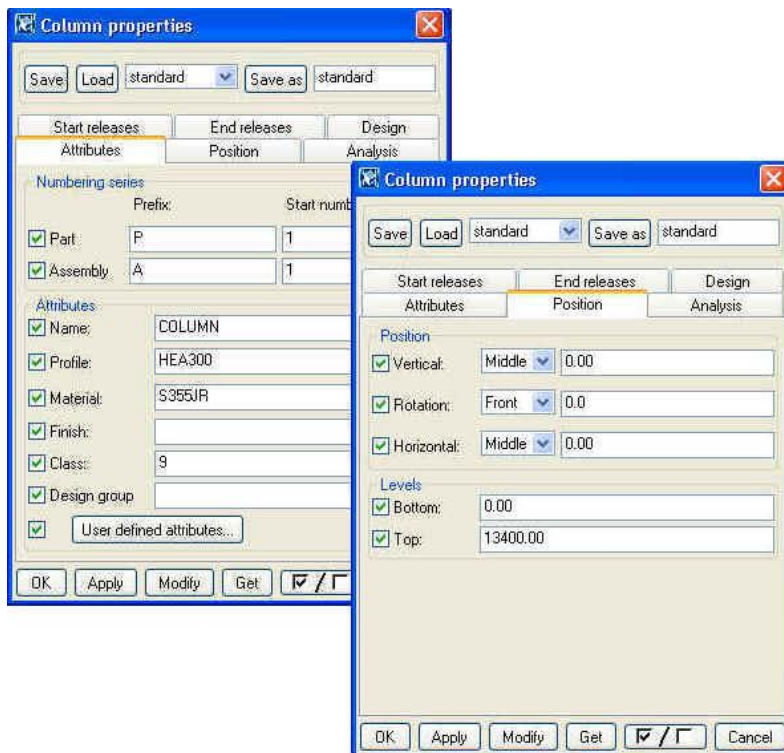 Column properties
Save Load standard Save as standard
Start releases End releases Design
Attributes Position Analysis
Numbering series
Prefix: Start numb
Part P 1
Assembly A 1
Attributes
Name: COLUMN
Profile: HEA300
Material: S355JR
Finish:
Class: 9
Design group
User defined attributes...
OK Apply Modify Get /
Column properties
Save Load standard Save as standard
Start releases End releases Design
Attributes Position Analysis
Position
Vertical: Middle 0.00
Rotation: Front 0.0
Horizontal: Middle 0.00
Levels
Bottom: 0.00
Top: 13400.00
OK Apply Modify Get / Cancel